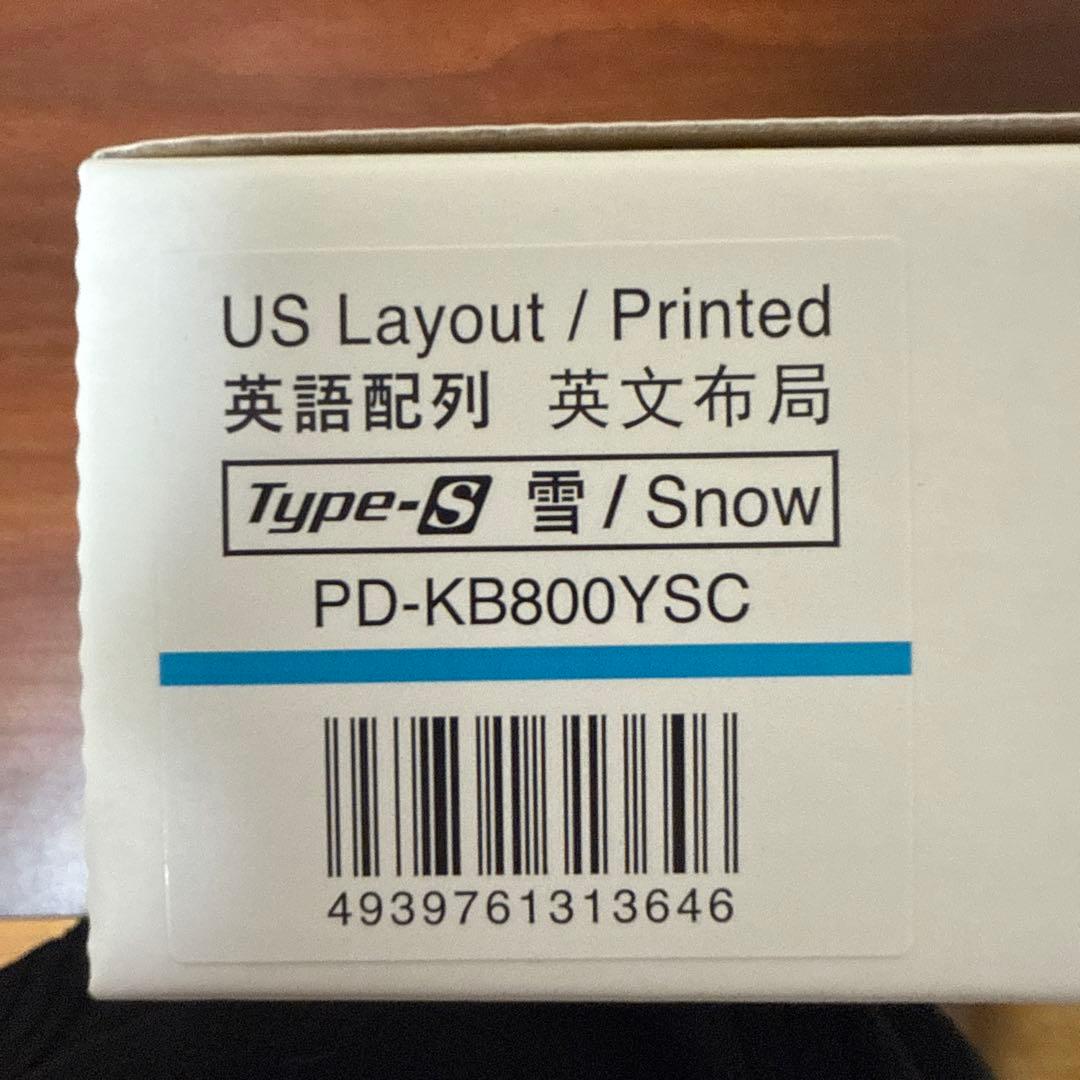 US Layout / Printed
英語配列 英文布局
Type-S 雪 / Snow
PD-KB800YSC
4939761313646